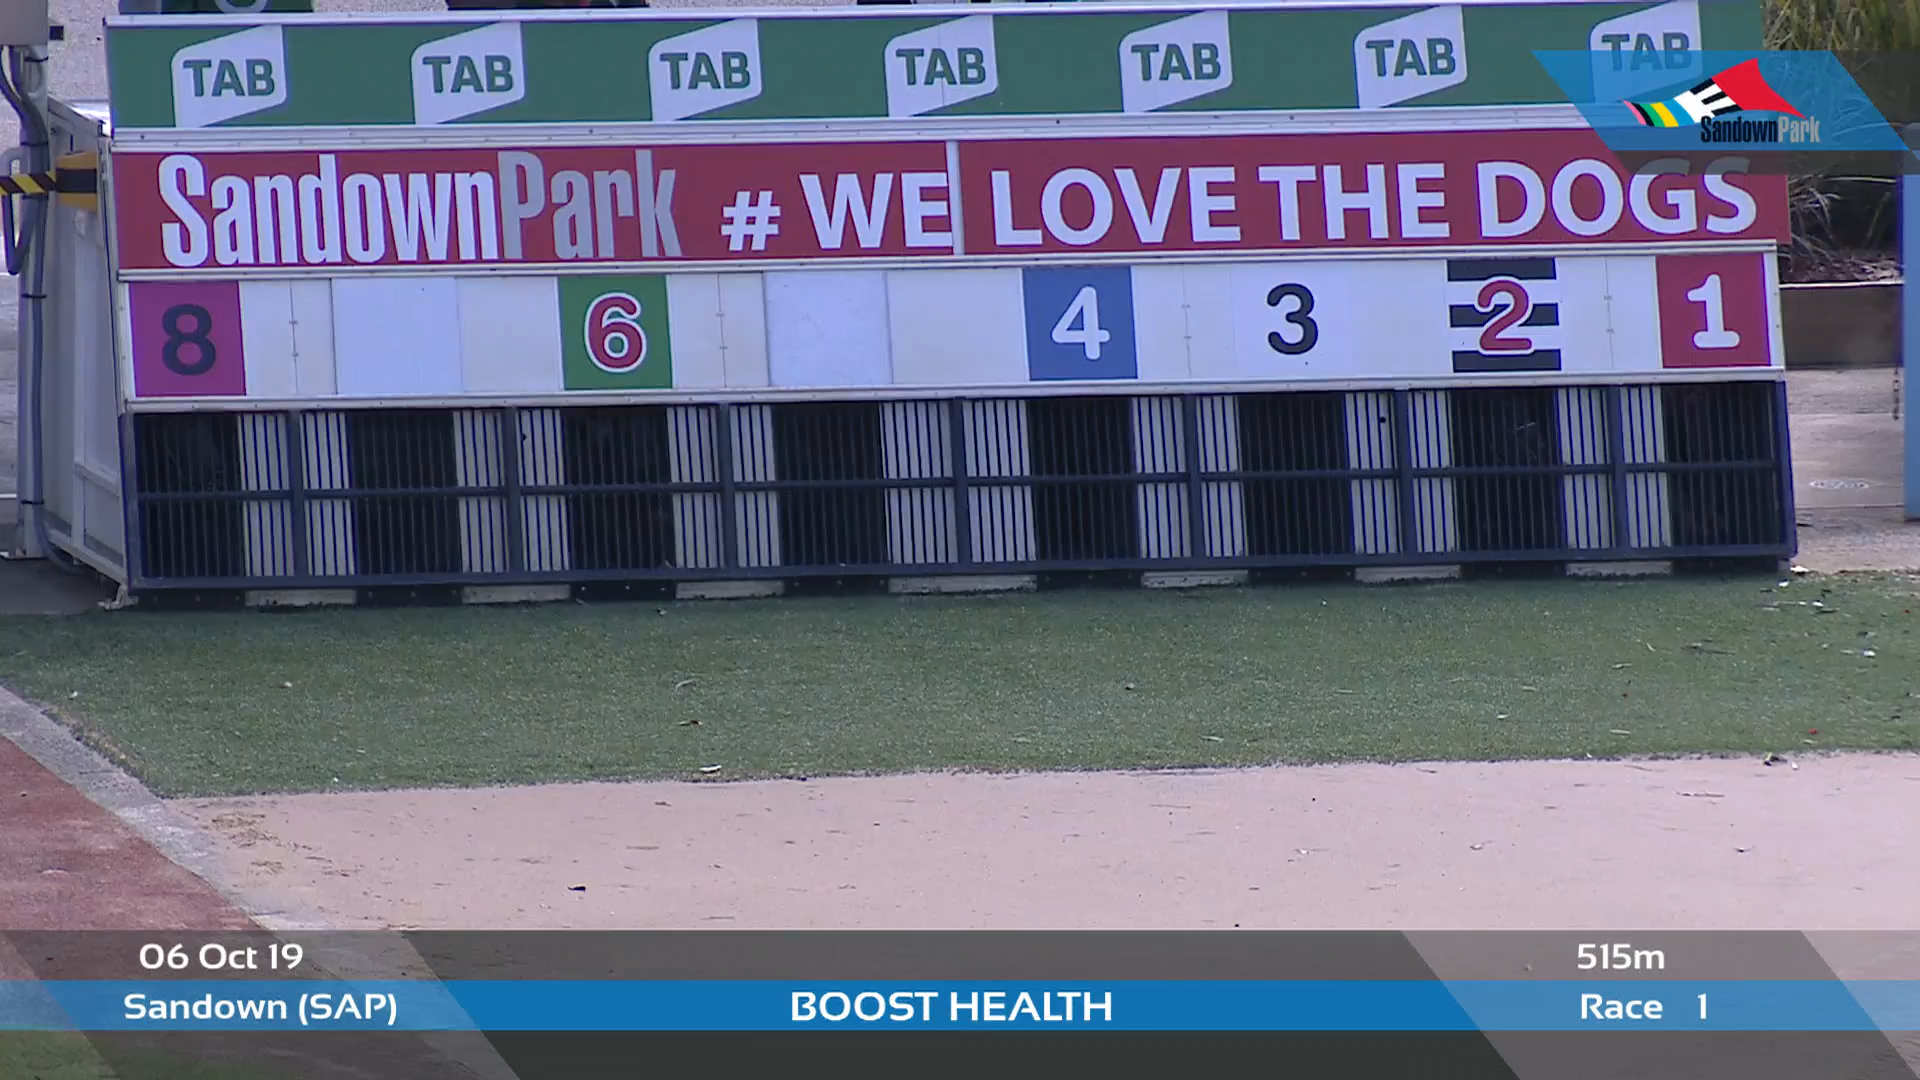 TAB TAB TAB TAB TAB TAB TAB
SandownPark
SandownPark # WE LOVE THE DOGS
8 6 4 3 2 1
06 Oct 19
515m
Sandown (SAP)
BOOST HEALTH
Race 1